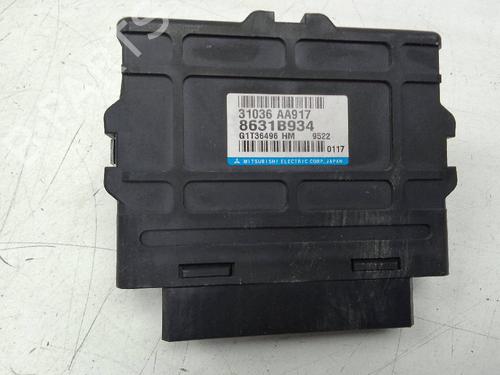 31036 AA917
8631B934
G1T36496 HM 9522
0117
MITSUBISHI ELECTRIC CORP. JAPAN